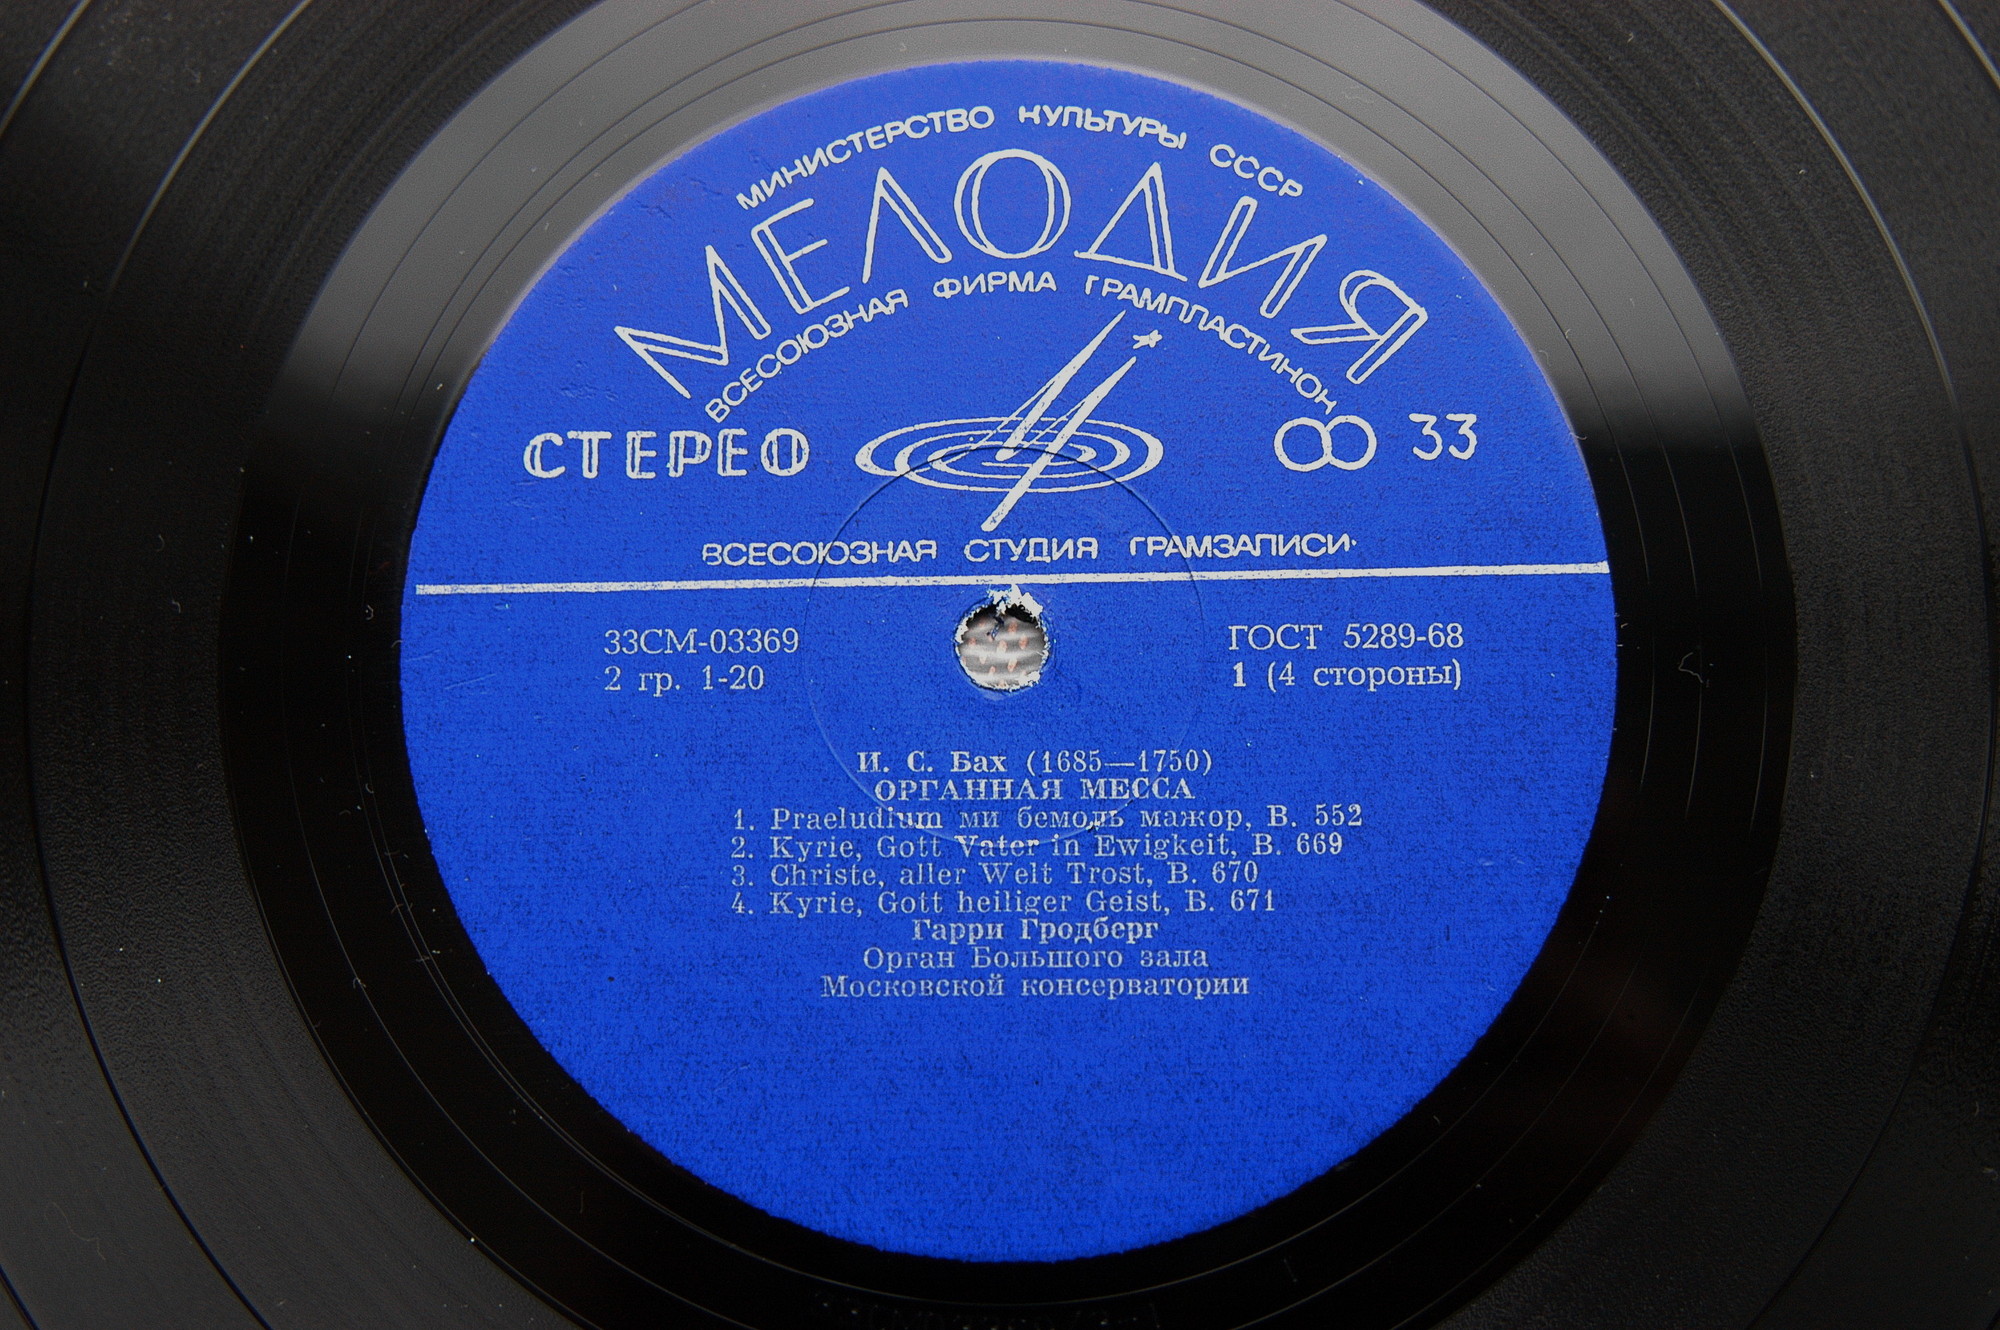 МИНИСТЕРСТВО КУЛЬТУРЫ СССР
МЕЛОДИЯ
ВСЕСОЮЗНАЯ ФИРМА ГРАМПЛАСТИНОК
СТЕРЕО
33
ВСЕСОЮЗНАЯ СТУДИЯ ГРАМЗАПИСИ
33СМ-03369
ГОСТ 5289-68
2 гр. 1-20
1 (4 стороны)
И. С. Бах (1685—1750)
ОРГАННАЯ МЕССА
1. Praeludium ми бемоль мажор, В. 552
2. Kyrie, Gott Vater in Ewigkeit, В. 669
3. Christe, aller Welt Trost, В. 670
4. Kyrie, Gott heiliger Geist, В. 671
Гарри Гродберг
Орган Большого зала
Московской консерватории